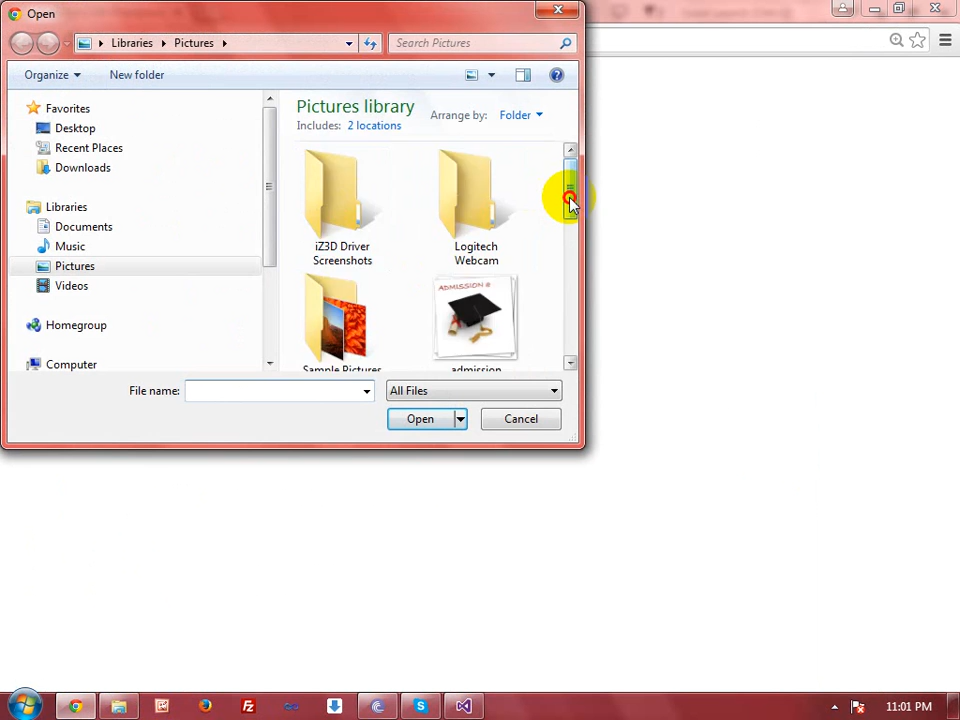 Open
Libraries
Pictures
Search Pictures
Organize
New folder
Favorites
Desktop
Recent Places
Downloads
Libraries
Documents
Music
Pictures
Videos
Homegroup
Computer
Pictures library
Includes: 2 locations
Arrange by: Folder
iZ3D Driver
Screenshots
Logitech
Webcam
ADMISSION
Sample Pictures
admission
File name:
All Files
Open
Cancel
11:01 PM